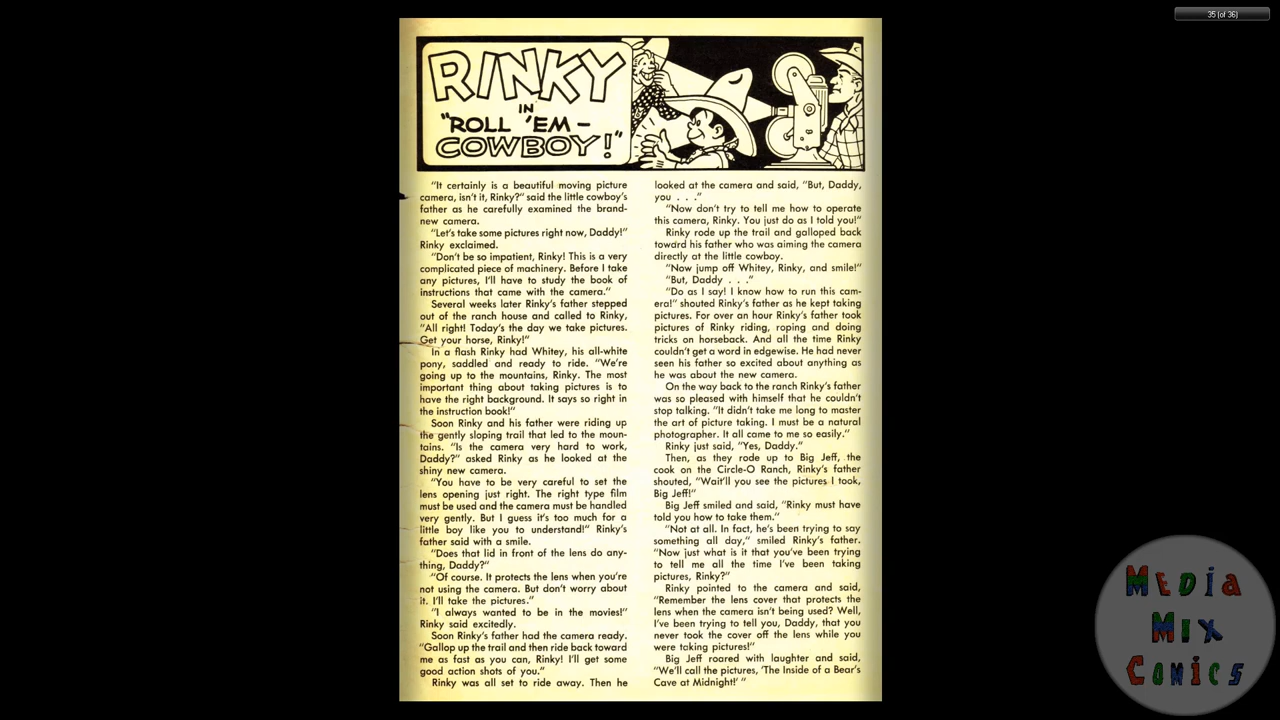 35 (of 36)
RINKY
IN
"ROLL 'EM -
COWBOY!"
"It certainly is a beautiful moving picture
camera, isn't it, Rinky?" said the little cowboy's
father as he carefully examined the brand-
new camera.
"Let's take some pictures right now, Daddy!"
Rinky exclaimed.
"Don't be so impatient, Rinky! This is a very
complicated piece of machinery. Before I take
any pictures, I'll have to study the book of
instructions that came with the camera."
Several weeks later Rinky's father stepped
out of the ranch house and called to Rinky,
"All right! Today's the day we take pictures.
Get your horse, Rinky!"
In a flash Rinky had Whitey, his all-white
pony, saddled and ready to ride. "We're
going up to the mountains, Rinky. The most
important thing about taking pictures is to
have the right background. It says so right in
the instruction book!"
Soon Rinky and his father were riding up
the gently sloping trail that led to the moun-
tains. "Is the camera very hard to work,
Daddy?" asked Rinky as he looked at the
shiny new camera.
"You have to be very careful to set the
lens opening just right. The right type film
must be used and the camera must be handled
very gently. But I guess it's too much for a
little boy like you to understand!" Rinky's
father said with a smile.
"Does that lid in front of the lens do any-
thing, Daddy?"
"Of course. It protects the lens when you're
not using the camera. But don't worry about
it. I'll take the pictures."
"I always wanted to be in the movies!"
Rinky said excitedly.
Soon Rinky's father had the camera ready.
"Gallop up the trail and then ride back toward
me as fast as you can, Rinky! I'll get some
good action shots of you."
Rinky was all set to ride away. Then he
looked at the camera and said, "But, Daddy,
you . . ."
"Now don't try to tell me how to operate
this camera, Rinky. You just do as I told you!"
Rinky rode up the trail and galloped back
toward his father who was aiming the camera
directly at the little cowboy.
"Now jump off Whitey, Rinky, and smile!"
"But, Daddy . . ."
"Do as I say! I know how to run this cam-
era!" shouted Rinky's father as he kept taking
pictures. For over an hour Rinky's father took
pictures of Rinky riding, roping and doing
tricks on horseback. And all the time Rinky
couldn't get a word in edgewise. He had never
seen his father so excited about anything as
he was about the new camera.
On the way back to the ranch Rinky's father
was so pleased with himself that he couldn't
stop talking. "It didn't take me long to master
the art of picture taking. I must be a natural
photographer. It all came to me so easily."
Rinky just said, "Yes, Daddy."
Then, as they rode up to Big Jeff, the
cook on the Circle-O Ranch, Rinky's father
shouted, "Wait'll you see the pictures I took,
Big Jeff!"
Big Jeff smiled and said, "Rinky must have
told you how to take them."
"Not at all. In fact, he's been trying to say
something all day," smiled Rinky's father.
"Now just what is it that you've been trying
to tell me all the time I've been taking
pictures, Rinky?"
Rinky pointed to the camera and said,
"Remember the lens cover that protects the
lens when the camera isn't being used? Well,
I've been trying to tell you, Daddy, that you
never took the cover off the lens while you
were taking pictures!"
Big Jeff roared with laughter and said,
"We'll call the pictures, 'The Inside of a Bear's
Cave at Midnight!' "
MEDIA
MIX
COMICS